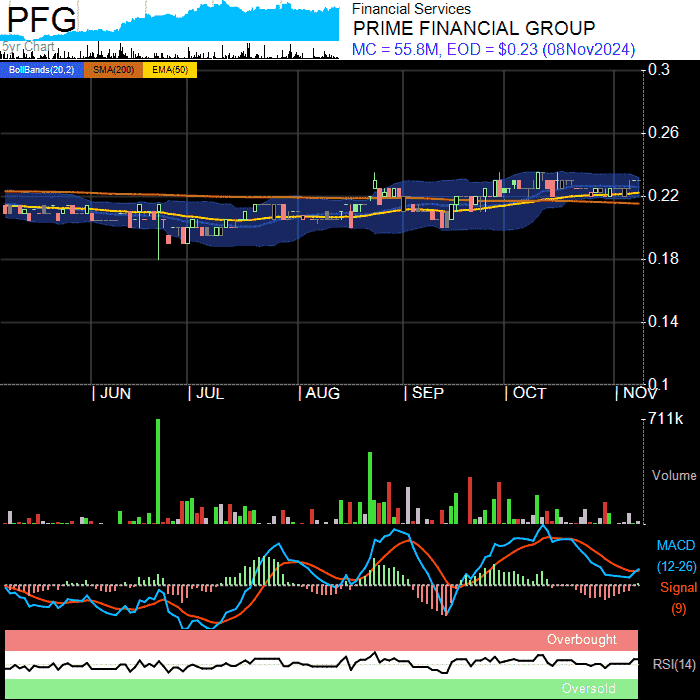 PFG
Financial Services
PRIME FINANCIAL GROUP
5yr Chart
MC = 55.8M, EOD = $0.23 (08Nov2024)
BollBands(20,2) SMA(200) EMA(50)
0.3
0.26
0.22
0.18
0.14
0.1
| JUN | JUL | AUG | SEP | OCT | NOV
711k
Volume
MACD
(12-26)
Signal
(9)
Overbought
RSI(14)
Oversold